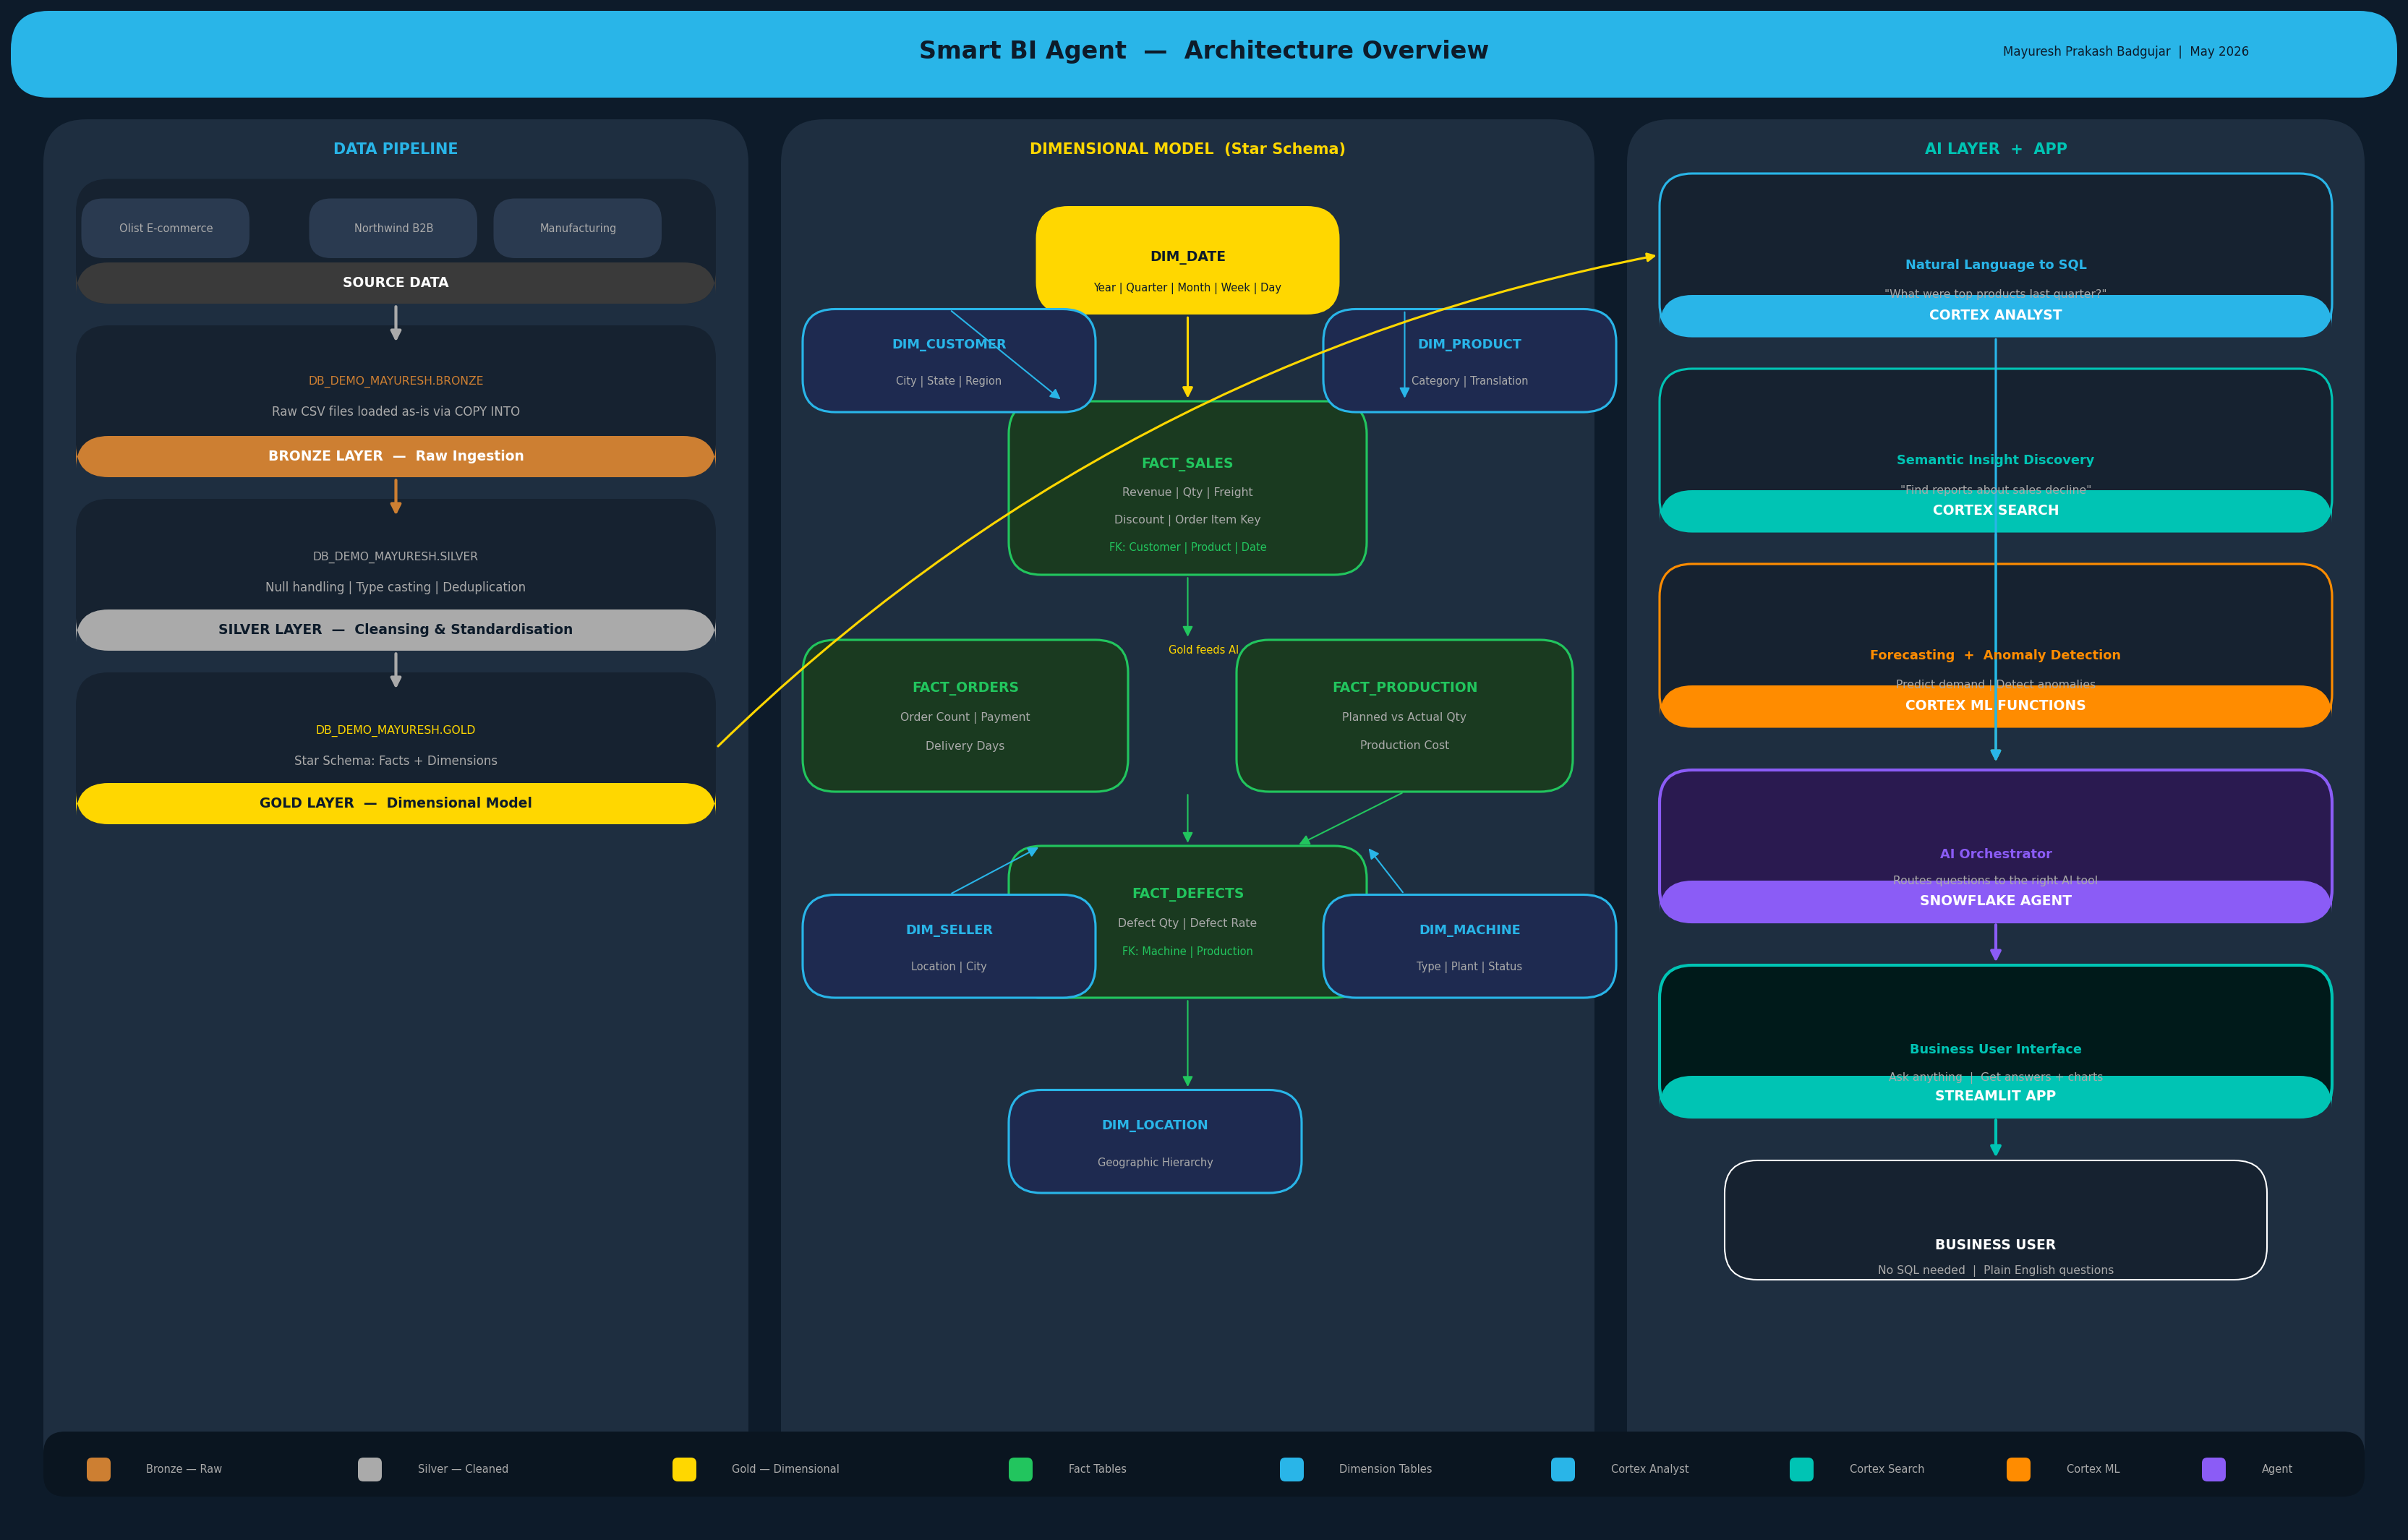 Smart BI Agent — Architecture Overview
Mayuresh Prakash Badgujar | May 2026
DATA PIPELINE
Olist E-commerce
Northwind B2B
Manufacturing
SOURCE DATA
DB_DEMO_MAYURESH.BRONZE
Raw CSV files loaded as-is via COPY INTO
BRONZE LAYER — Raw Ingestion
DB_DEMO_MAYURESH.SILVER
Null handling | Type casting | Deduplication
SILVER LAYER — Cleansing & Standardisation
DB_DEMO_MAYURESH.GOLD
Star Schema: Facts + Dimensions
GOLD LAYER — Dimensional Model
DIMENSIONAL MODEL (Star Schema)
DIM_DATE
Year | Quarter | Month | Week | Day
DIM_CUSTOMER
City | State | Region
DIM_PRODUCT
Category | Translation
FACT_SALES
Revenue | Qty | Freight
Discount | Order Item Key
FK: Customer | Product | Date
Gold feeds AI
FACT_ORDERS
Order Count | Payment
Delivery Days
FACT_PRODUCTION
Planned vs Actual Qty
Production Cost
FACT_DEFECTS
Defect Qty | Defect Rate
FK: Machine | Production
DIM_SELLER
Location | City
DIM_MACHINE
Type | Plant | Status
DIM_LOCATION
Geographic Hierarchy
AI LAYER + APP
Natural Language to SQL
"What were top products last quarter?"
CORTEX ANALYST
Semantic Insight Discovery
"Find reports about sales decline"
CORTEX SEARCH
Forecasting + Anomaly Detection
Predict demand | Detect anomalies
CORTEX ML FUNCTIONS
AI Orchestrator
Routes questions to the right AI tool
SNOWFLAKE AGENT
Business User Interface
Ask anything | Get answers + charts
STREAMLIT APP
BUSINESS USER
No SQL needed | Plain English questions
Bronze — Raw
Silver — Cleaned
Gold — Dimensional
Fact Tables
Dimension Tables
Cortex Analyst
Cortex Search
Cortex ML
Agent